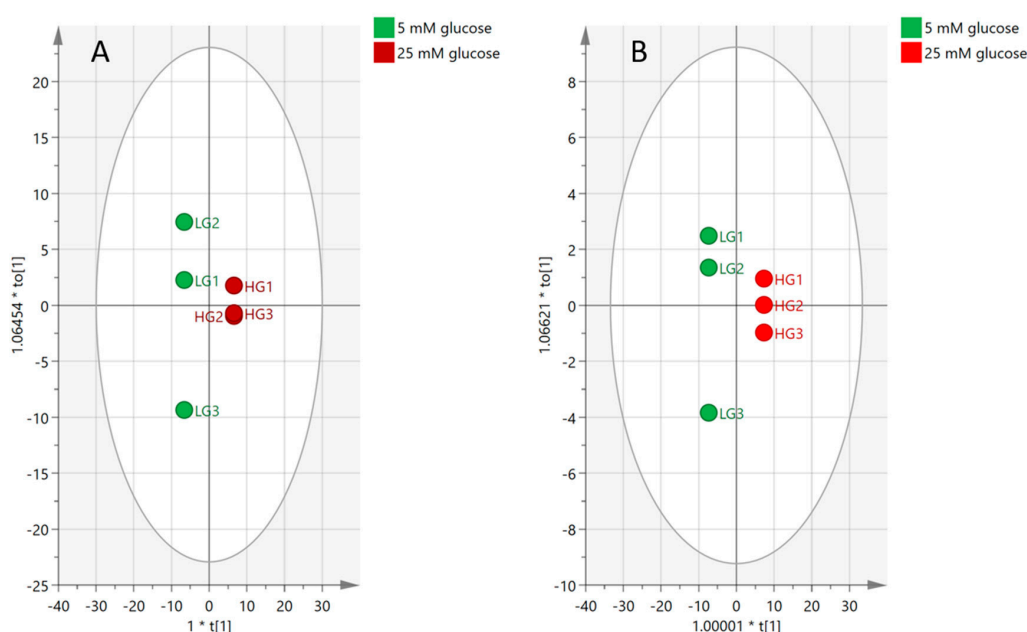 A
5 mM glucose
25 mM glucose
20
15
10
5
0
-5
-10
-15
-20
-25
1.06454 * to[1]
LG2
LG1
HG1
HG2
HG3
LG3
-40 -30 -20 -10 0 10 20 30
1 * t[1]
B
5 mM glucose
25 mM glucose
8
6
4
2
0
-2
-4
-6
-8
-10
1.06621 * to[1]
LG1
LG2
HG1
HG2
HG3
LG3
-40 -30 -20 -10 0 10 20 30
1.00001 * t[1]